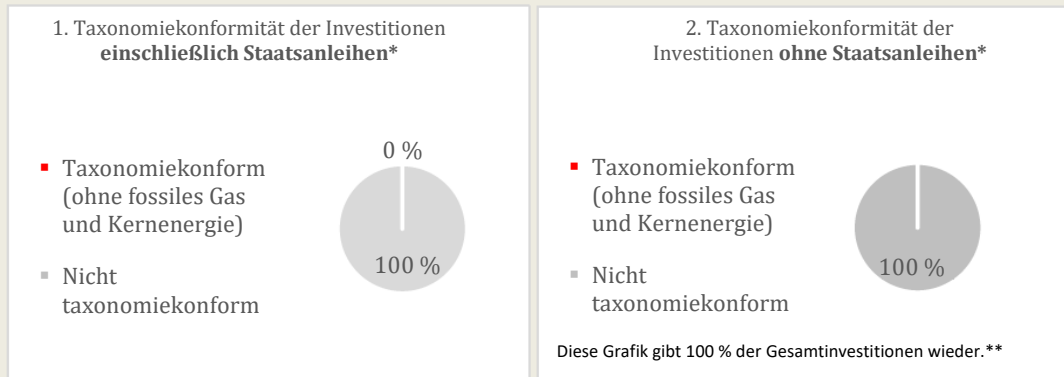 1. Taxonomiekonformität der Investitionen
einschließlich Staatsanleihen*
Taxonomiekonform
(ohne fossiles Gas
und Kernenergie)
Nicht
taxonomiekonform
0 %
100 %
2. Taxonomiekonformität der
Investitionen ohne Staatsanleihen*
Taxonomiekonform
(ohne fossiles Gas
und Kernenergie)
Nicht
taxonomiekonform
100 %
Diese Grafik gibt 100 % der Gesamtinvestitionen wieder.**